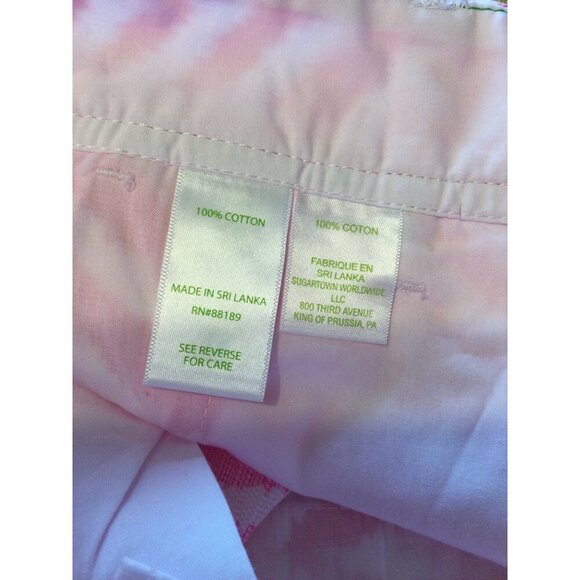 100% COTTON
MADE IN SRI LANKA
RN#88189
SEE REVERSE
FOR CARE
100% COTON
FABRIQUE EN
SRI LANKA
SUGARTOWN WORLDWIDE
LLC
800 THIRD AVENUE
KING OF PRUSSIA, PA